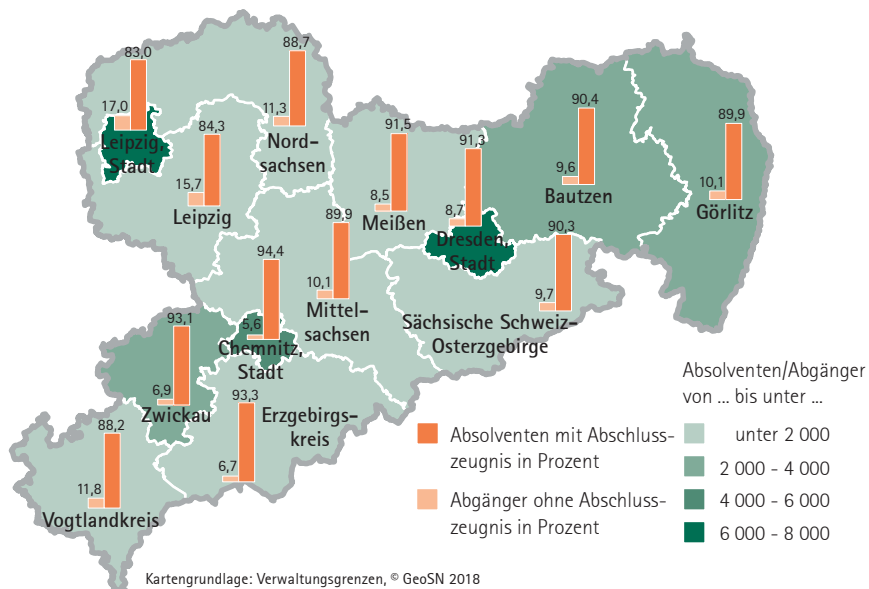 83,0
17,0
Leipzig,
Stadt
88,7
11,3
Nord-
sachsen
84,3
15,7
Leipzig
91,5
8,5
Meißen
91,3
8,7
Dresden,
Stadt
90,4
9,6
Bautzen
89,9
10,1
Görlitz
94,4
5,6
Chemnitz,
Stadt
89,9
10,1
Mittel-
sachsen
90,3
9,7
Sächsische Schweiz-
Osterzgebirge
93,1
6,9
Zwickau
93,3
6,7
Erzgebirgs-
kreis
88,2
11,8
Vogtlandkreis
Absolventen mit Abschluss-
zeugnis in Prozent
Abgänger ohne Abschluss-
zeugnis in Prozent
Absolventen/Abgänger
von ... bis unter ...
unter 2 000
2 000 - 4 000
4 000 - 6 000
6 000 - 8 000
Kartengrundlage: Verwaltungsgrenzen, © GeoSN 2018